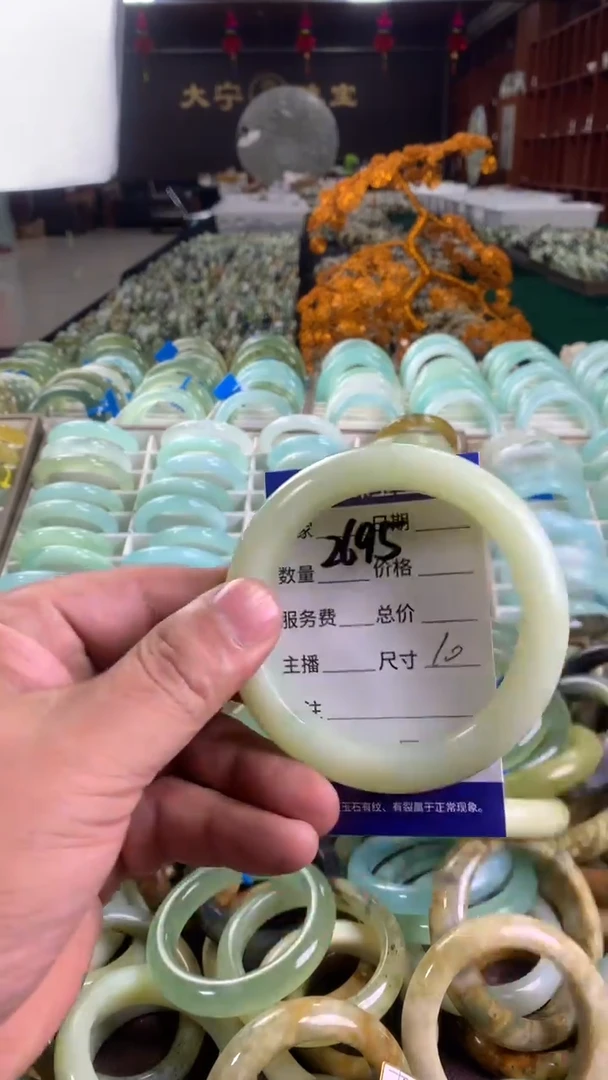 大宁 宝
日期
2695
数量 价格
服务费 总价
主播 尺寸 10
注
玉石有纹、有裂属于正常现象。